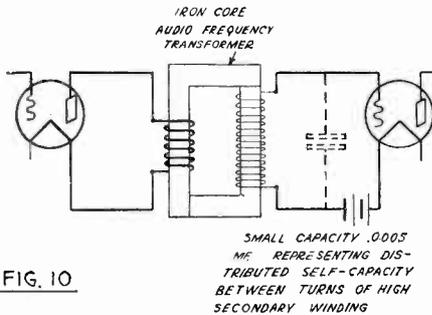 IRON CORE
AUDIO FREQUENCY
TRANSFORMER
SMALL CAPACITY .0005
MF. REPRESENTING DIS-
TRIBUTED SELF-CAPACITY
BETWEEN TURNS OF HIGH
SECONDARY WINDING
FIG. 10